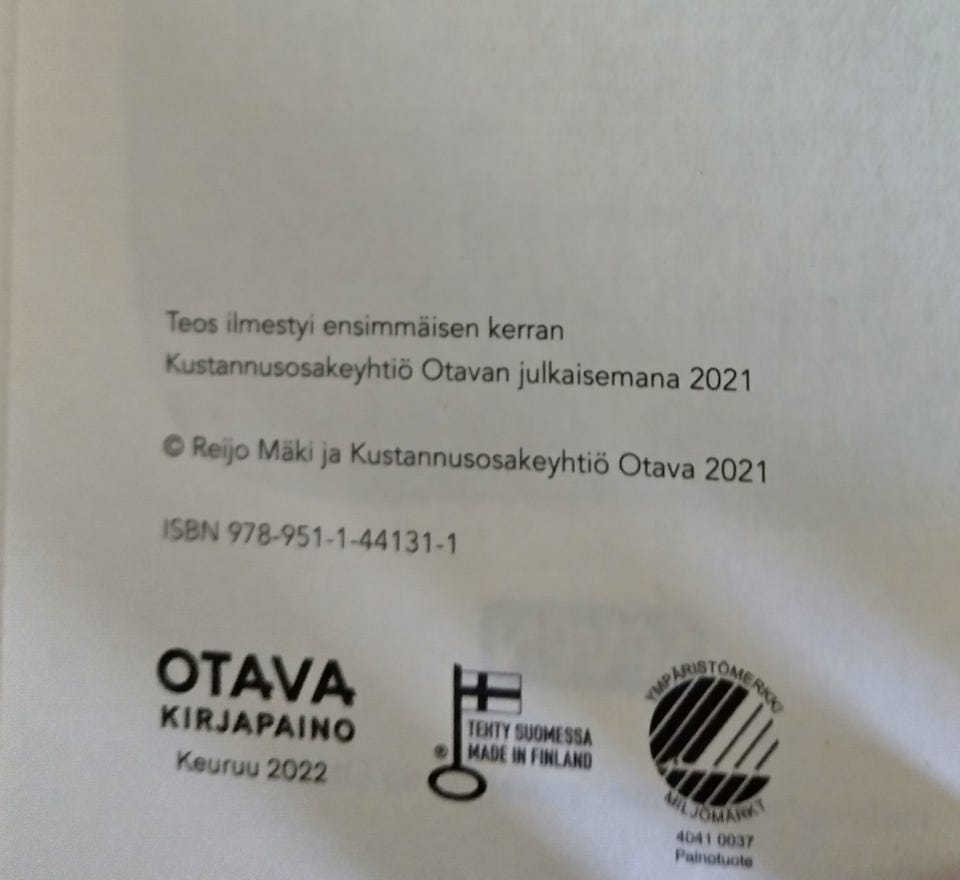 Teos ilmestyi ensimmäisen kerran
Kustannusosakeyhtiö Otavan julkaisemana 2021
© Reijo Mäki ja Kustannusosakeyhtiö Otava 2021
ISBN 978-951-1-44131-1
OTAVA
KIRJAPAINO
Keuruu 2022
®
TEHTY SUOMESSA
MADE IN FINLAND
YMPÄRISTÖMERKKI
MILJÖMÄRKT
4041 0037
Painotuote